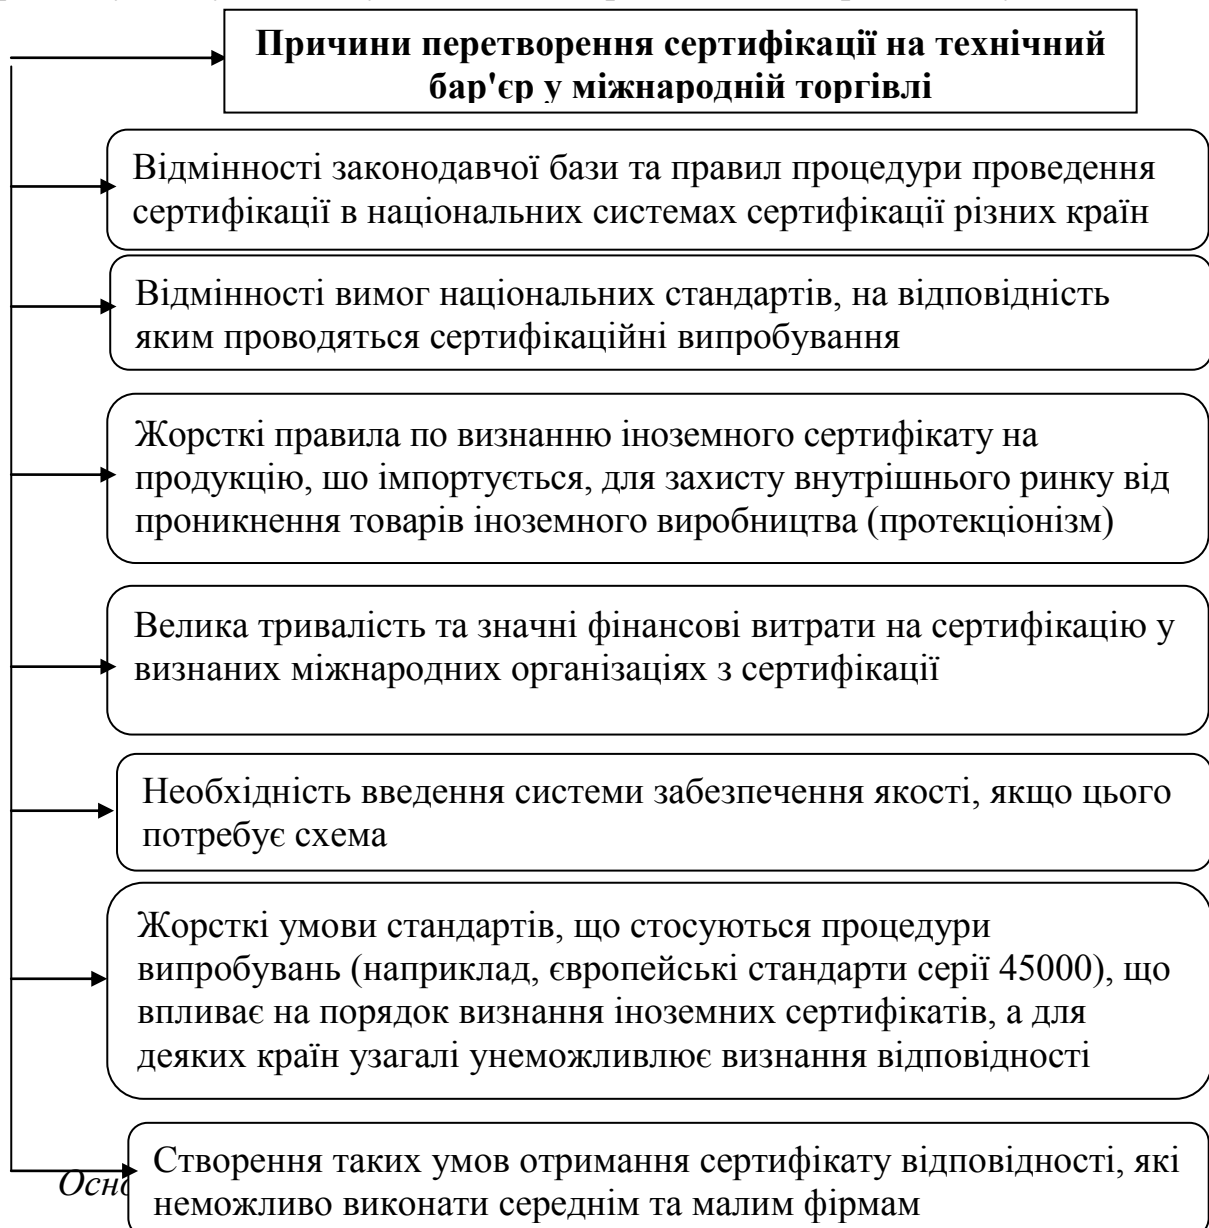 Причини перетворення сертифікації на технічний
бар'єр у міжнародній торгівлі
Відмінності законодавчої бази та правил процедури проведення
сертифікації в національних системах сертифікації різних країн
Відмінності вимог національних стандартів, на відповідність
яким проводяться сертифікаційні випробування
Жорсткі правила по визнанню іноземного сертифікату на
продукцію, шо імпортується, для захисту внутрішнього ринку від
проникнення товарів іноземного виробництва (протекціонізм)
Велика тривалість та значні фінансові витрати на сертифікацію у
визнаних міжнародних організаціях з сертифікації
Необхідність введення системи забезпечення якості, якщо цього
потребує схема
Жорсткі умови стандартів, що стосуються процедури
випробувань (наприклад, європейські стандарти серії 45000), що
впливає на порядок визнання іноземних сертифікатів, а для
деяких країн узагалі унеможливлює визнання відповідності
Створення таких умов отримання сертифікату відповідності, які
неможливо виконати середнім та малим фірмам